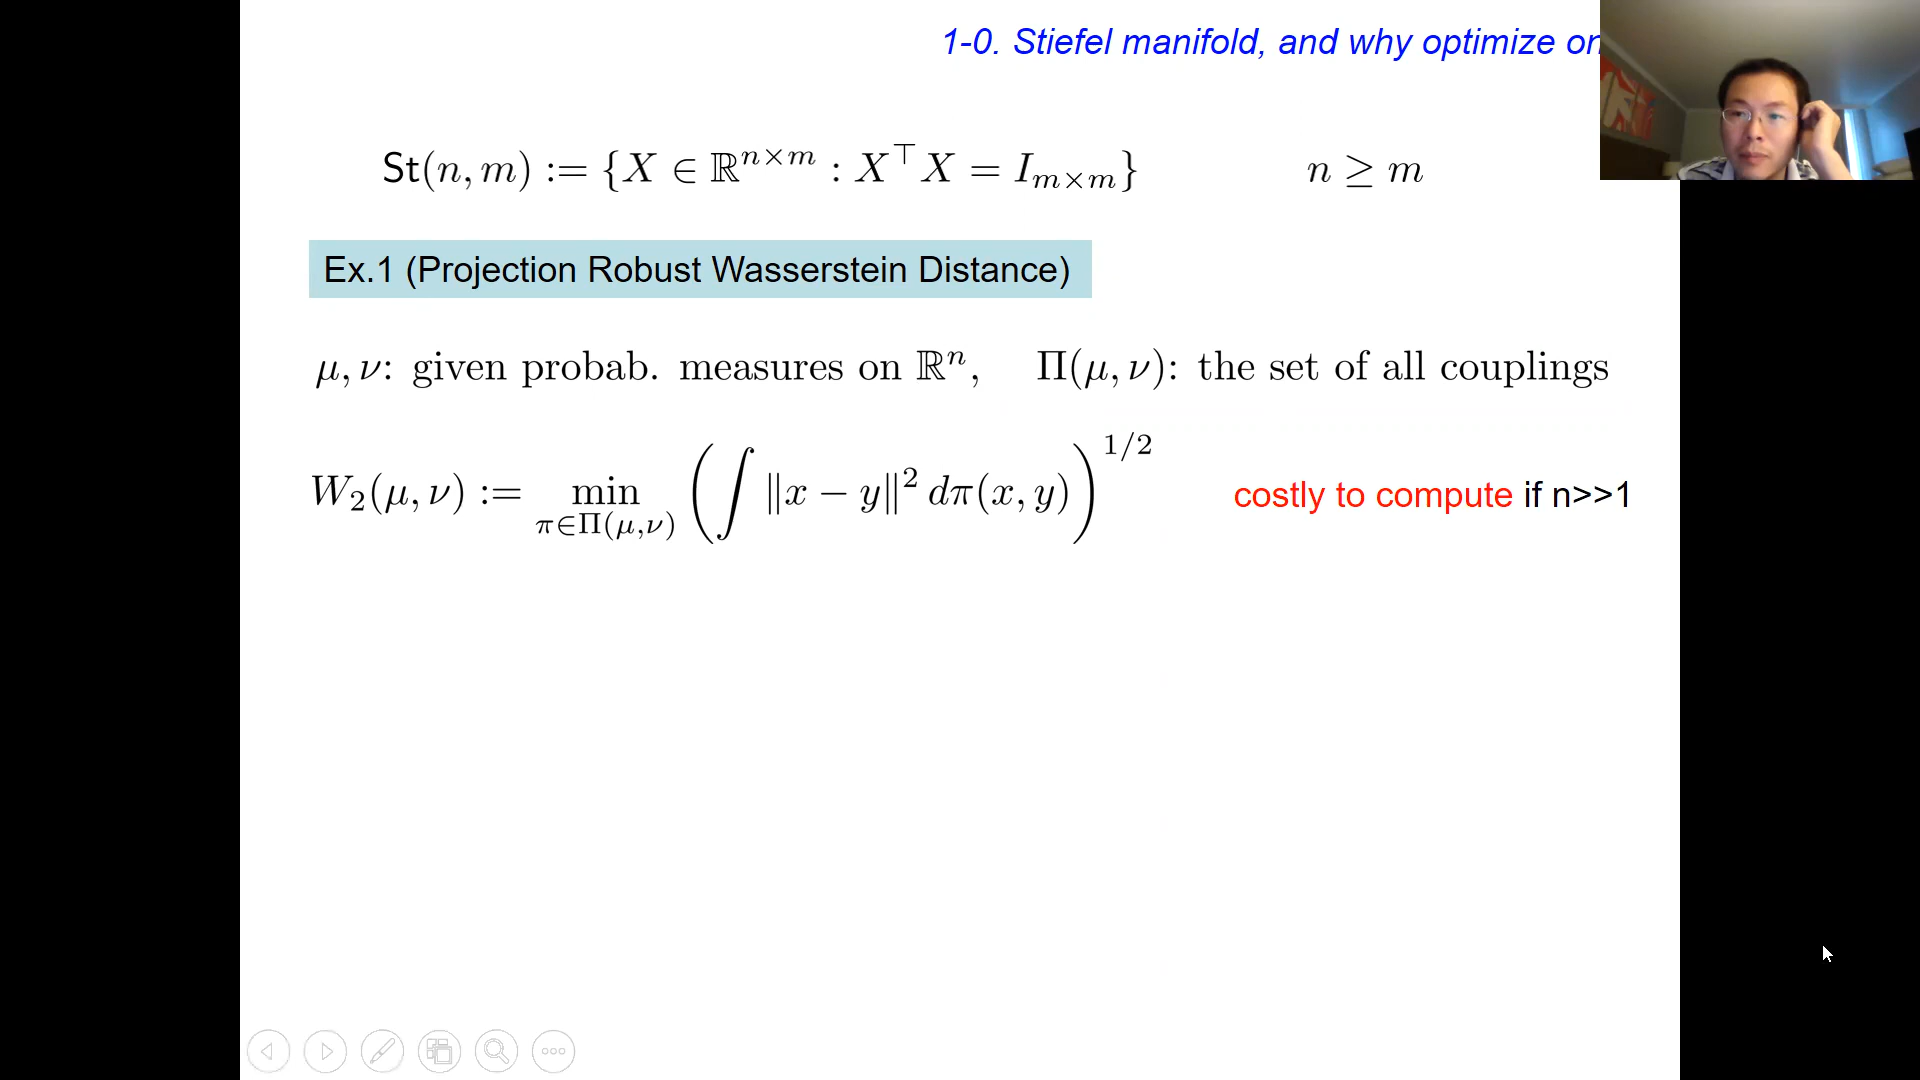 1-0. Stiefel manifold, and why optimize on
St(n, m) := {X ∈ ℝ^{n×m} : X^⊤ X = I_{m×m}} n ≥ m
Ex.1 (Projection Robust Wasserstein Distance)
μ, ν: given probab. measures on ℝ^n, Π(μ, ν): the set of all couplings
W_2(μ, ν) := min_{π∈Π(μ,ν)} (∫ ‖x − y‖^2 dπ(x, y))^{1/2} costly to compute if n>>1